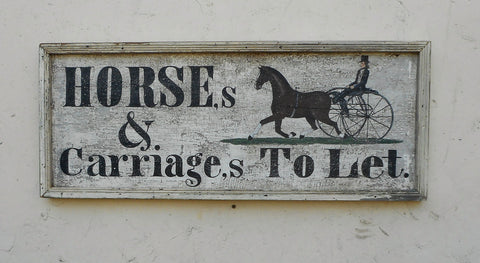 HORSE,s
&
Carriage,s To Let.